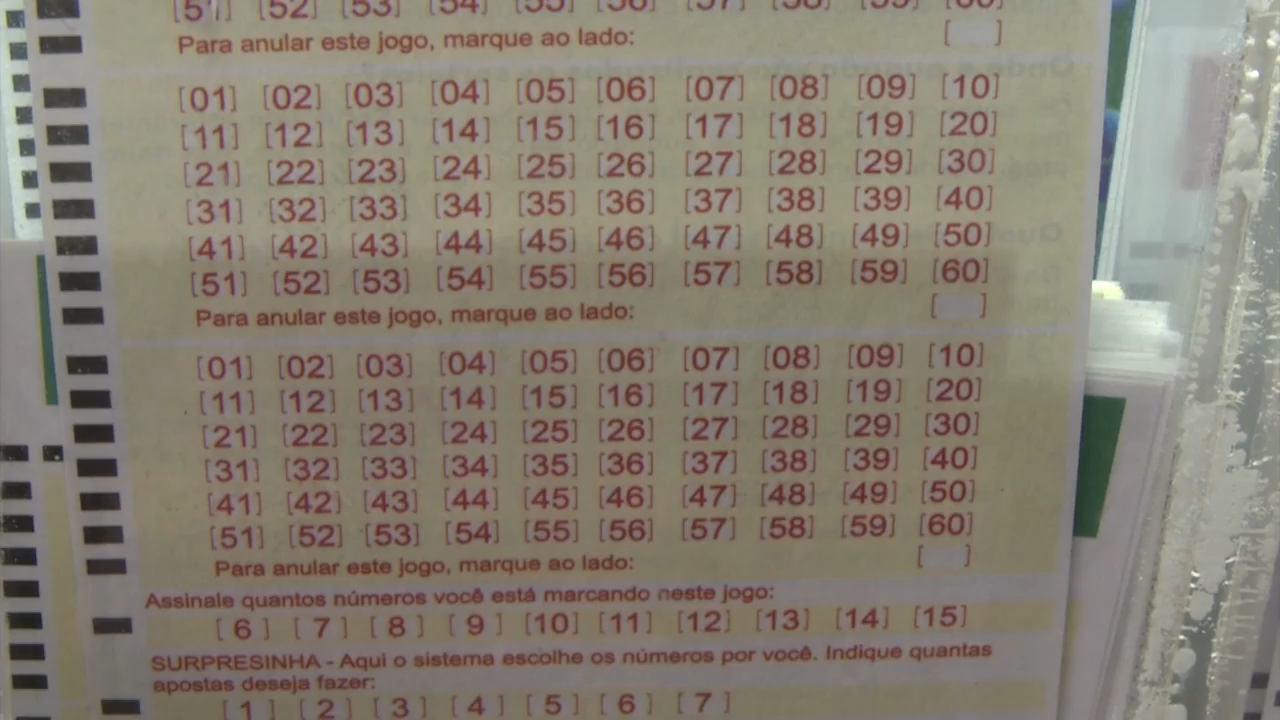 [51] [52] [53] [54] [55] [56] [57] [58] [59] [60]
Para anular este jogo, marque ao lado: [ ]
[01] [02] [03] [04] [05] [06] [07] [08] [09] [10]
[11] [12] [13] [14] [15] [16] [17] [18] [19] [20]
[21] [22] [23] [24] [25] [26] [27] [28] [29] [30]
[31] [32] [33] [34] [35] [36] [37] [38] [39] [40]
[41] [42] [43] [44] [45] [46] [47] [48] [49] [50]
[51] [52] [53] [54] [55] [56] [57] [58] [59] [60]
Para anular este jogo, marque ao lado: [ ]
[01] [02] [03] [04] [05] [06] [07] [08] [09] [10]
[11] [12] [13] [14] [15] [16] [17] [18] [19] [20]
[21] [22] [23] [24] [25] [26] [27] [28] [29] [30]
[31] [32] [33] [34] [35] [36] [37] [38] [39] [40]
[41] [42] [43] [44] [45] [46] [47] [48] [49] [50]
[51] [52] [53] [54] [55] [56] [57] [58] [59] [60]
Para anular este jogo, marque ao lado: [ ]
Assinale quantos números você está marcando neste jogo:
[6] [7] [8] [9] [10] [11] [12] [13] [14] [15]
SURPRESINHA - Aqui o sistema escolhe os números por você. Indique quantas
apostas deseja fazer:
[1] [2] [3] [4] [5] [6] [7]